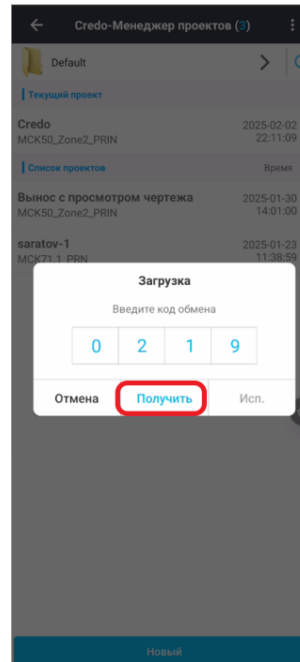 Credo-Менеджер проектов (3)
Default
Текущий проект
Credo 2025-02-02
MCK50_Zone2_PRIN 22:11:09
Список проектов Время
Вынос с просмотром чертежа 2025-01-30
MCK50_Zone2_PRIN 14:01:00
saratov-1 2025-01-23
MCK71.1_PRN 11:38:59
Загрузка
Введите код обмена
0 2 1 9
Отмена Получить Исп.
Новый